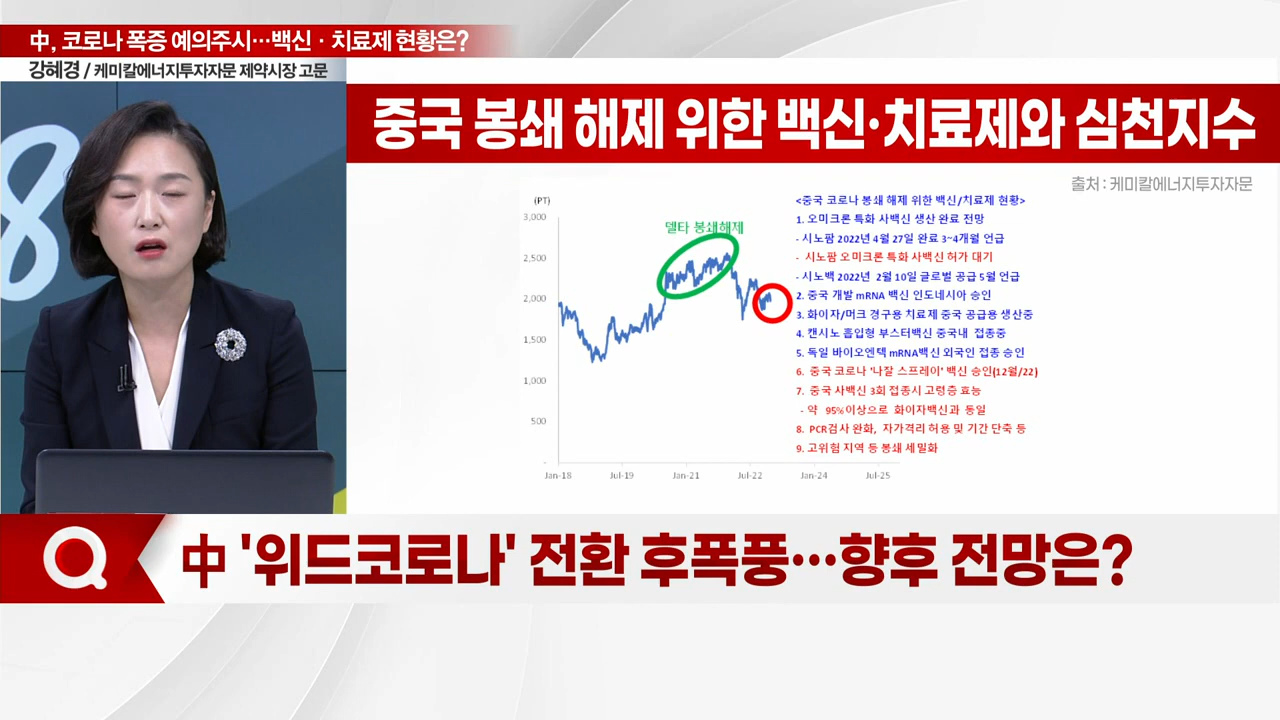 中, 코로나 폭증 예의주시…백신 · 치료제 현황은?
강혜경 / 케미칼에너지투자자문 제약시장 고문
8
중국 봉쇄 해제 위한 백신·치료제와 심천지수
출처 : 케미칼에너지투자자문
(PT)
3,000
2,500
2,000
1,500
1,000
500
-
Jan-18
Jul-19
Jan-21
Jul-22
Jan-24
Jul-25
델타 봉쇄해제
<중국 코로나 봉쇄 해제 위한 백신/치료제 현황>
1. 오미크론 특화 사백신 생산 완료 전망
- 시노팜 2022년 4월 27일 완료 3~4개월 언급
- 시노팜 오미크론 특화 사백신 허가 대기
- 시노백 2022년 2월 10일 글로벌 공급 5월 언급
2. 중국 개발 mRNA 백신 인도네시아 승인
3. 화이자/머크 경구용 치료제 중국 공급용 생산중
4. 캔시노 흡입형 부스터백신 중국내 접종중
5. 독일 바이오엔텍 mRNA백신 외국인 접종 승인
6. 중국 코로나 '나잘 스프레이' 백신 승인(12월/22)
7. 중국 사백신 3회 접종시 고령층 효능
- 약 95%이상으로 화이자백신과 동일
8. PCR검사 완화, 자가격리 허용 및 기간 단축 등
9. 고위험 지역 등 봉쇄 세밀화
Q
中 '위드코로나' 전환 후폭풍…향후 전망은?